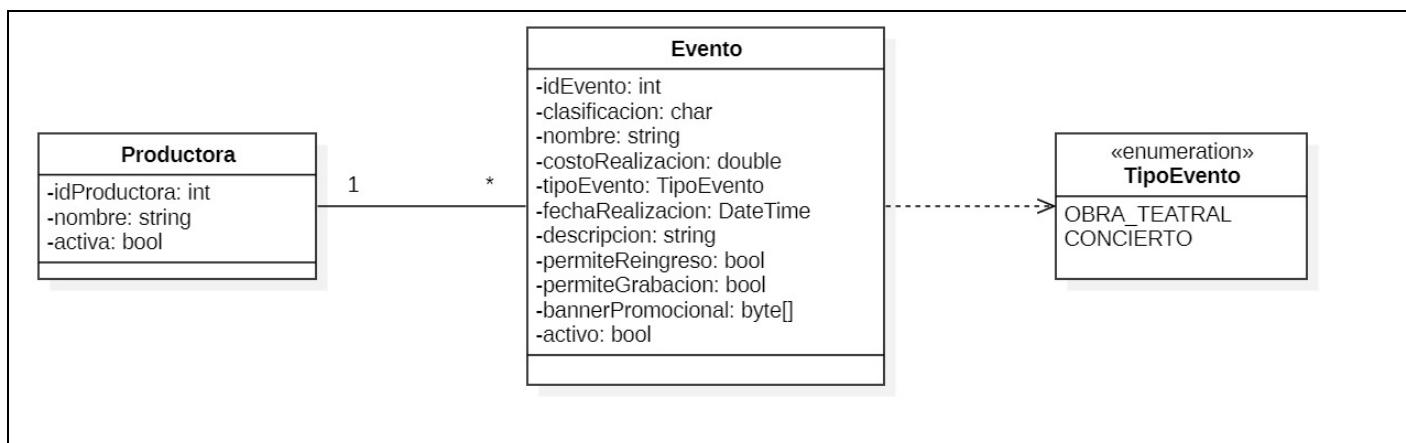 Productora
-idProductora: int
-nombre: string
-activa: bool
1
*
Evento
-idEvento: int
-clasificacion: char
-nombre: string
-costoRealizacion: double
-tipoEvento: TipoEvento
-fechaRealizacion: DateTime
-descripcion: string
-permiteReingreso: bool
-permiteGrabacion: bool
-bannerPromocional: byte[]
-activo: bool
«enumeration»
TipoEvento
OBRA_TEATRAL
CONCIERTO